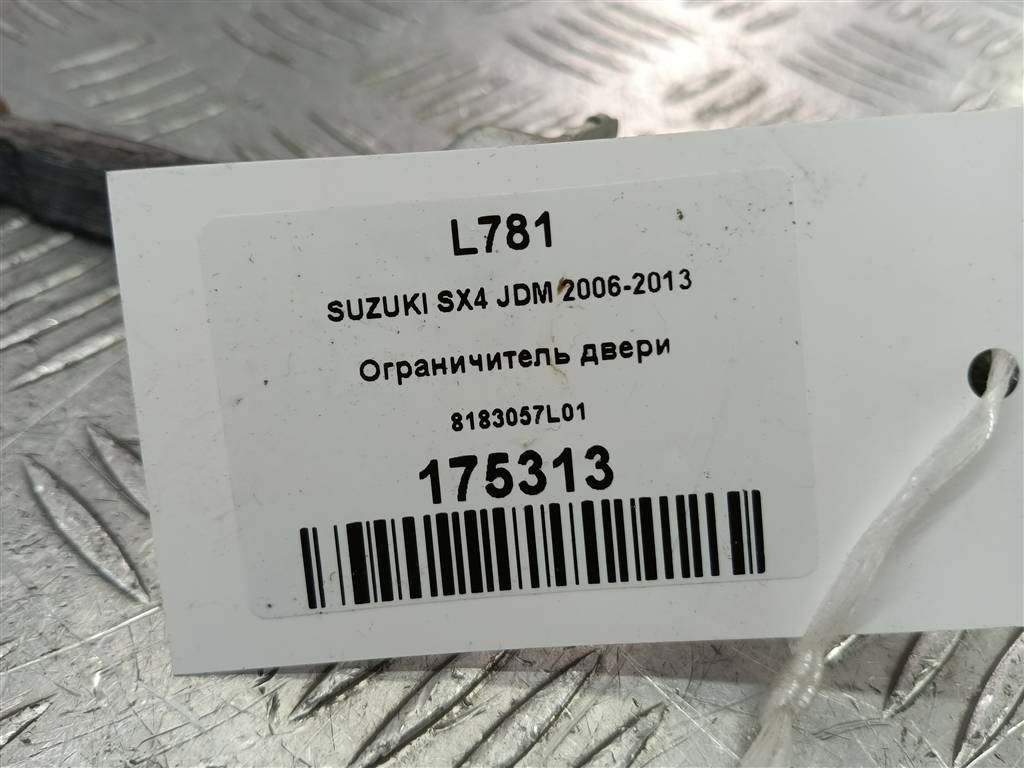 L781
SUZUKI SX4 JDM 2006-2013
Ограничитель двери
8183057L01
175313